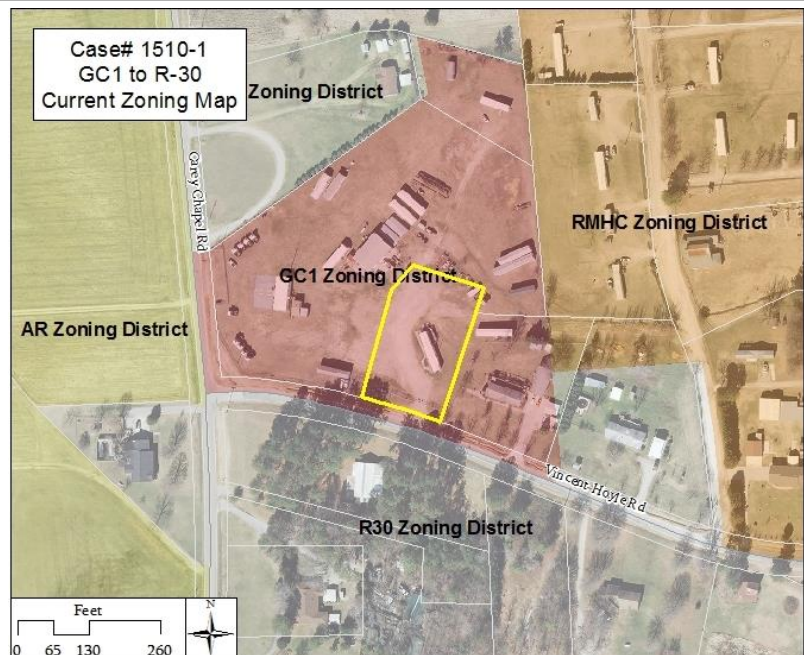 Case# 1510-1
GC1 to R-30
Current Zoning Map
Zoning District
Carey Chapel Rd
RMHC Zoning District
GC1 Zoning District
AR Zoning District
Vincent-Hoyle Rd
R30 Zoning District
Feet
0 65 130 260
N